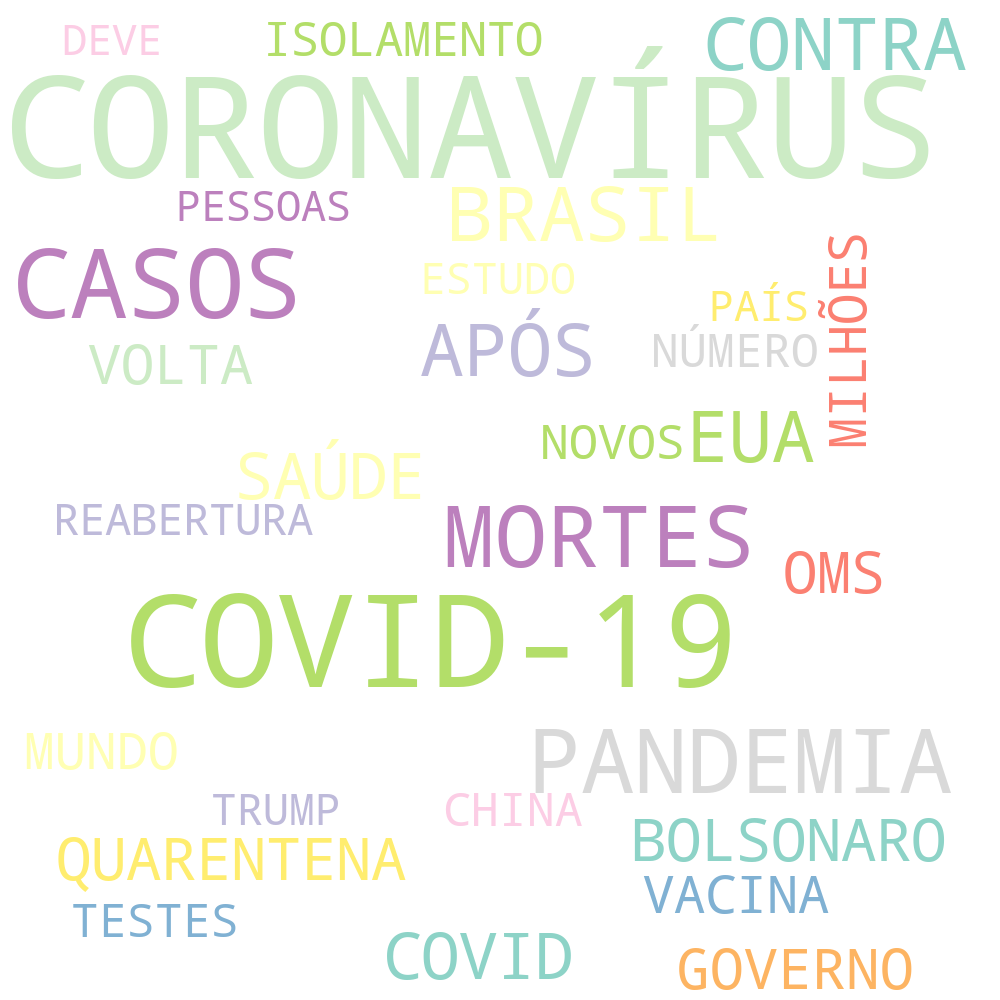 DEVE
ISOLAMENTO
CONTRA
CORONAVÍRUS
PESSOAS
BRASIL
CASOS
ESTUDO
PAÍS
MILHÕES
VOLTA
APÓS
NÚMERO
NOVOS
EUA
SAÚDE
REABERTURA
MORTES
OMS
COVID-19
MUNDO
PANDEMIA
TRUMP
CHINA
QUARENTENA
BOLSONARO
VACINA
TESTES
COVID
GOVERNO